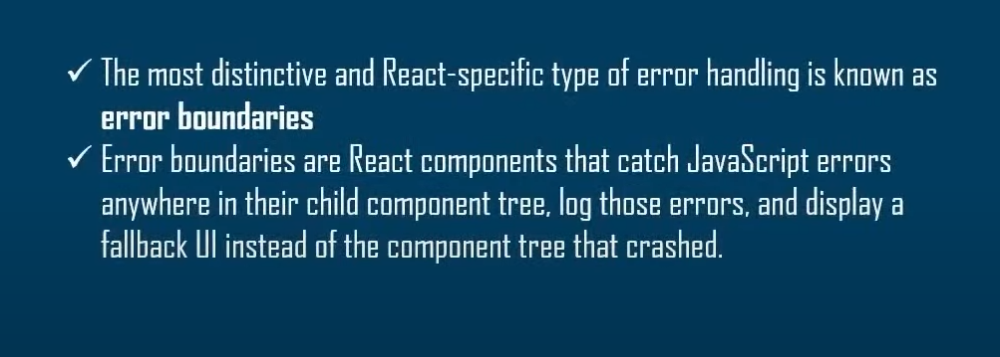 ✓ The most distinctive and React-specific type of error handling is known as
error boundaries
✓ Error boundaries are React components that catch JavaScript errors
anywhere in their child component tree, log those errors, and display a
fallback UI instead of the component tree that crashed.